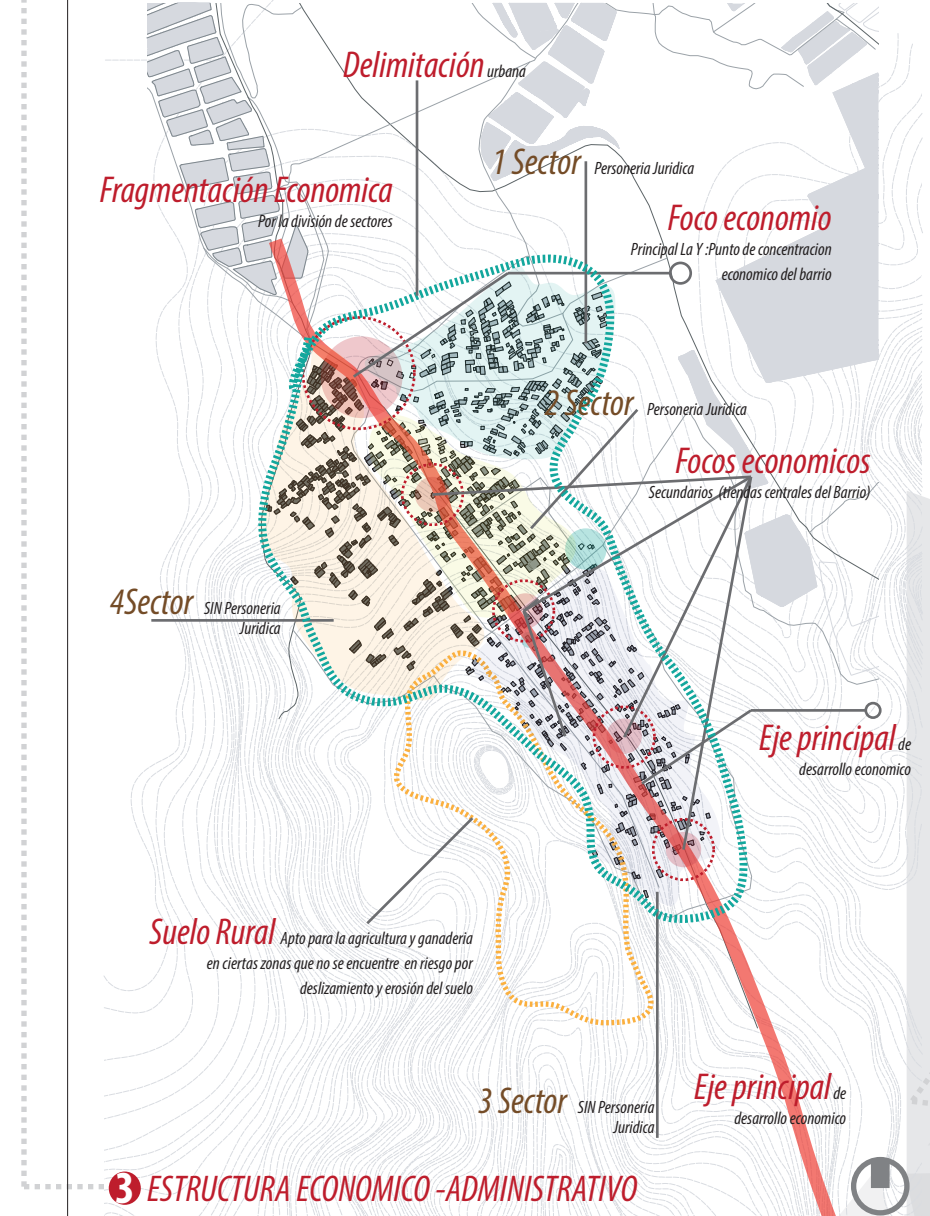 Delimitación urbana
1 Sector Personeria Juridica
Fragmentación Economica
Por la división de sectores
Foco economio
Principal La Y :Punto de concentracion
economico del barrio
2 Sector Personeria Juridica
Focos economicos
Secundarios (tiendas centrales del Barrio)
4Sector SIN Personeria
Juridica
Eje principal de
desarrollo economico
Suelo Rural Apto para la agricultura y ganaderia
en ciertas zonas que no se encuentre en riesgo por
deslizamiento y erosión del suelo
3 Sector SIN Personeria
Juridica
Eje principal de
desarrollo economico
3 ESTRUCTURA ECONOMICO -ADMINISTRATIVO